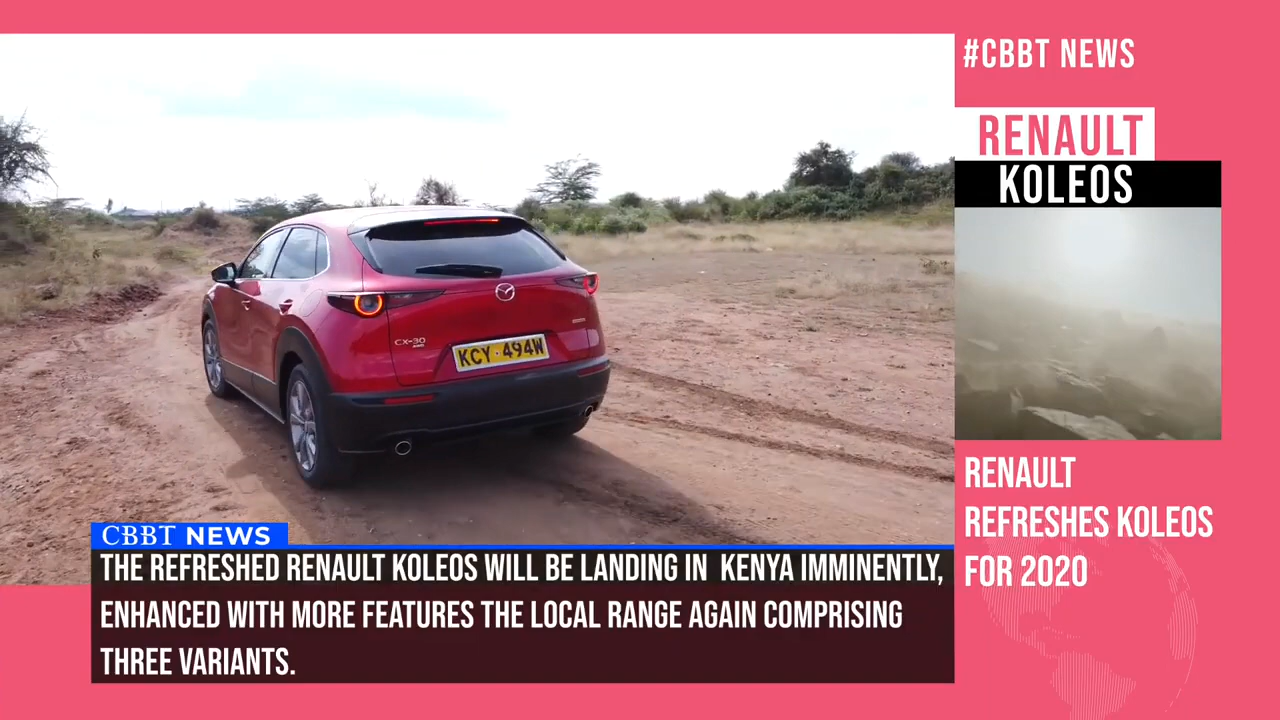 #CBBT NEWS
RENAULT
KOLEOS
CX-30
KCY 494W
RENAULT
REFRESHES KOLEOS
FOR 2020
CBBT NEWS
THE REFRESHED RENAULT KOLEOS WILL BE LANDING IN KENYA IMMINENTLY,
ENHANCED WITH MORE FEATURES THE LOCAL RANGE AGAIN COMPRISING
THREE VARIANTS.